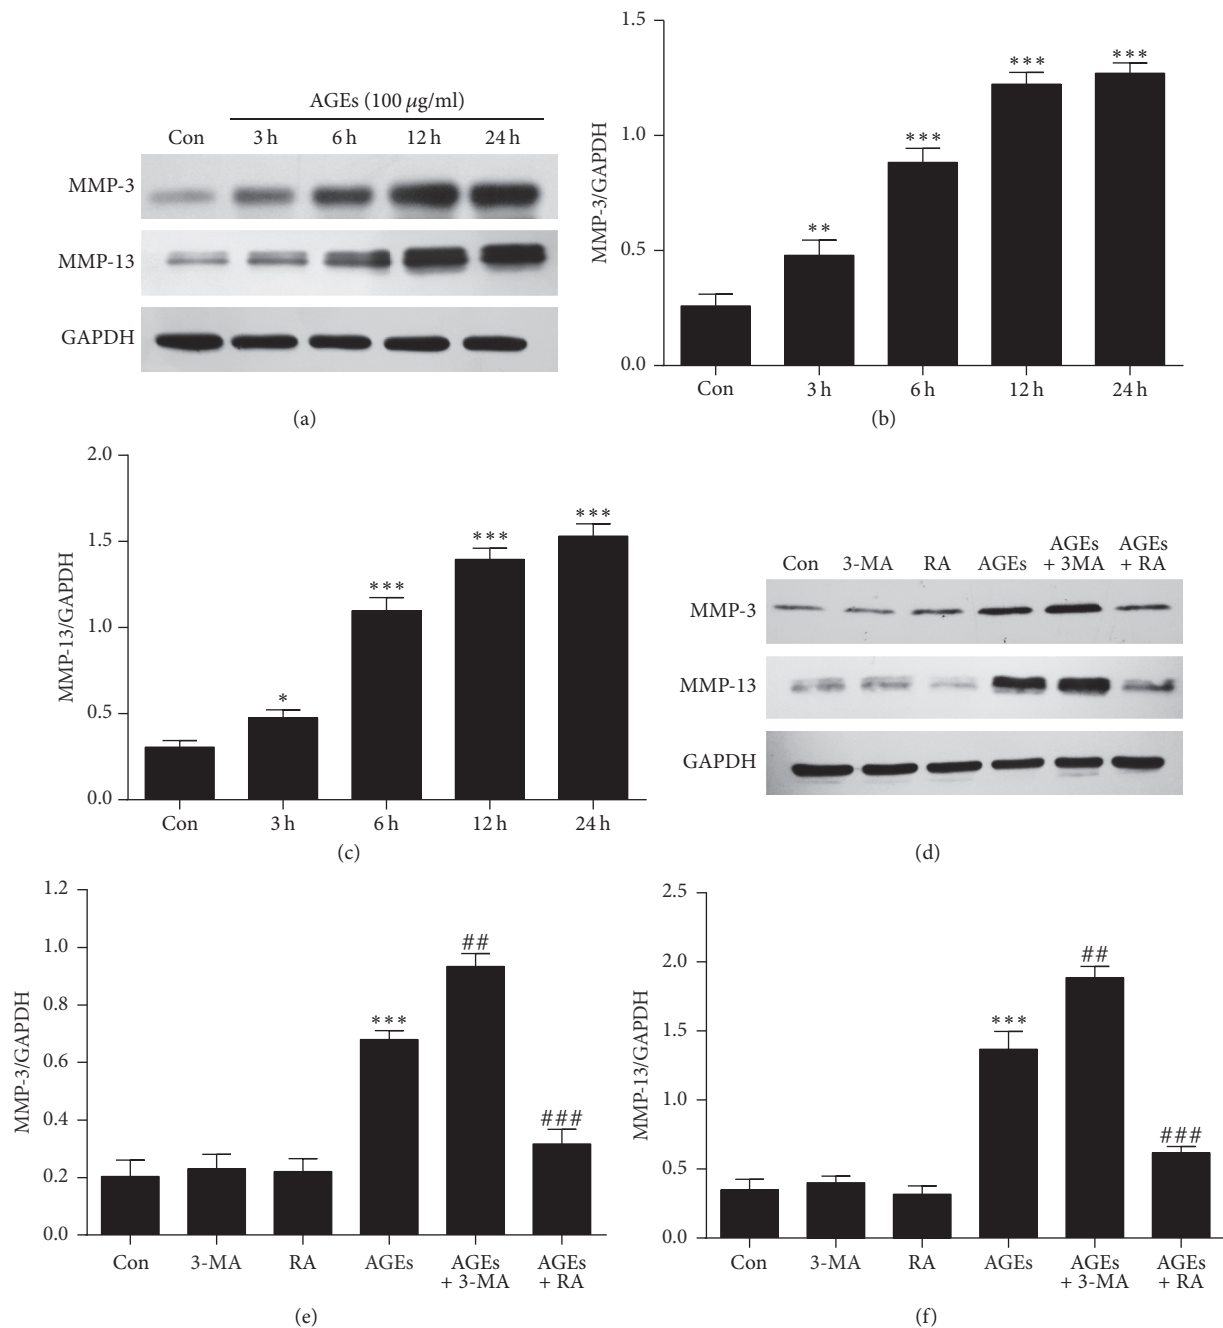 AGEs (100 μg/ml)
Con 3 h 6 h 12 h 24 h
MMP-3
MMP-13
GAPDH
(a)
1.5
1.0
0.5
0.0
MMP-3/GAPDH
** *** *** ***
Con 3 h 6 h 12 h 24 h
(b)
2.0
1.5
1.0
0.5
0.0
MMP-13/GAPDH
* *** *** ***
Con 3 h 6 h 12 h 24 h
(c)
Con 3-MA RA AGEs AGEs + 3MA AGEs + RA
MMP-3
MMP-13
GAPDH
(d)
1.2
1.0
0.8
0.6
0.4
0.2
0.0
MMP-3/GAPDH
*** ## ###
Con 3-MA RA AGEs AGEs + 3-MA AGEs + RA
(e)
2.5
2.0
1.5
1.0
0.5
0.0
MMP-13/GAPDH
*** ## ###
Con 3-MA RA AGEs AGEs + 3-MA AGEs + RA
(f)